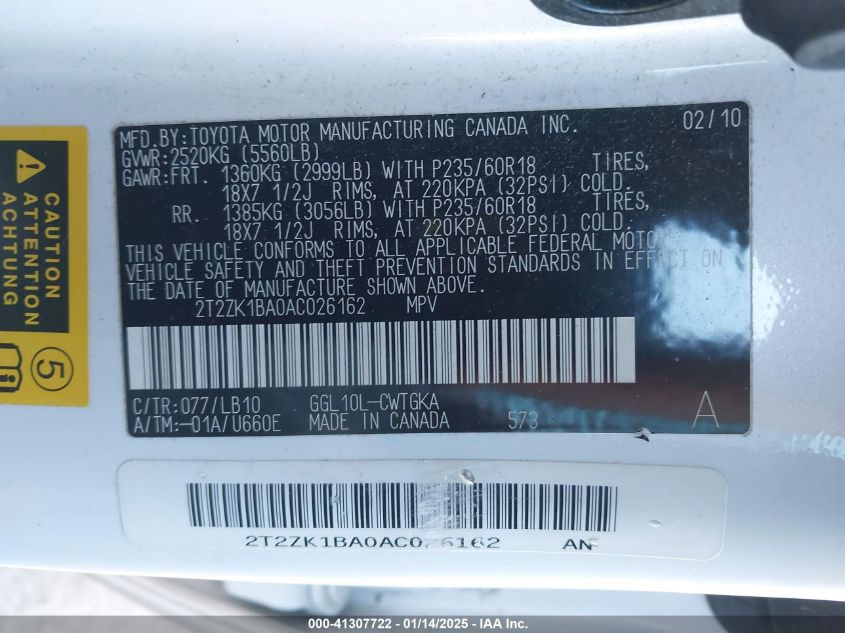 MFD.BY:TOYOTA MOTOR MANUFACTURING CANADA INC. 02/10
GVWR:2520KG (5560LB)
GAWR:FRT. 1360KG (2999LB) WITH P235/60R18 TIRES,
18X7 1/2J RIMS, AT 220KPA (32PSI) COLD.
RR. 1385KG (3056LB) WITH P235/60R18 TIRES,
18X7 1/2J RIMS, AT 220KPA (32PSI) COLD.
THIS VEHICLE CONFORMS TO ALL APPLICABLE FEDERAL MOTOR
VEHICLE SAFETY AND THEFT PREVENTION STANDARDS IN EFFECT ON
THE DATE OF MANUFACTURE SHOWN ABOVE.
2T2ZK1BA0AC026162 MPV
C/TR:077/LB10 GGL10L-CWTGKA
A/TM:-01A/U660E MADE IN CANADA 573 A
2T2ZK1BA0AC026162 AN
CAUTION
ATTENTION
PRECAUCIÓN
5
000-41307722 - 01/14/2025 - IAA Inc.